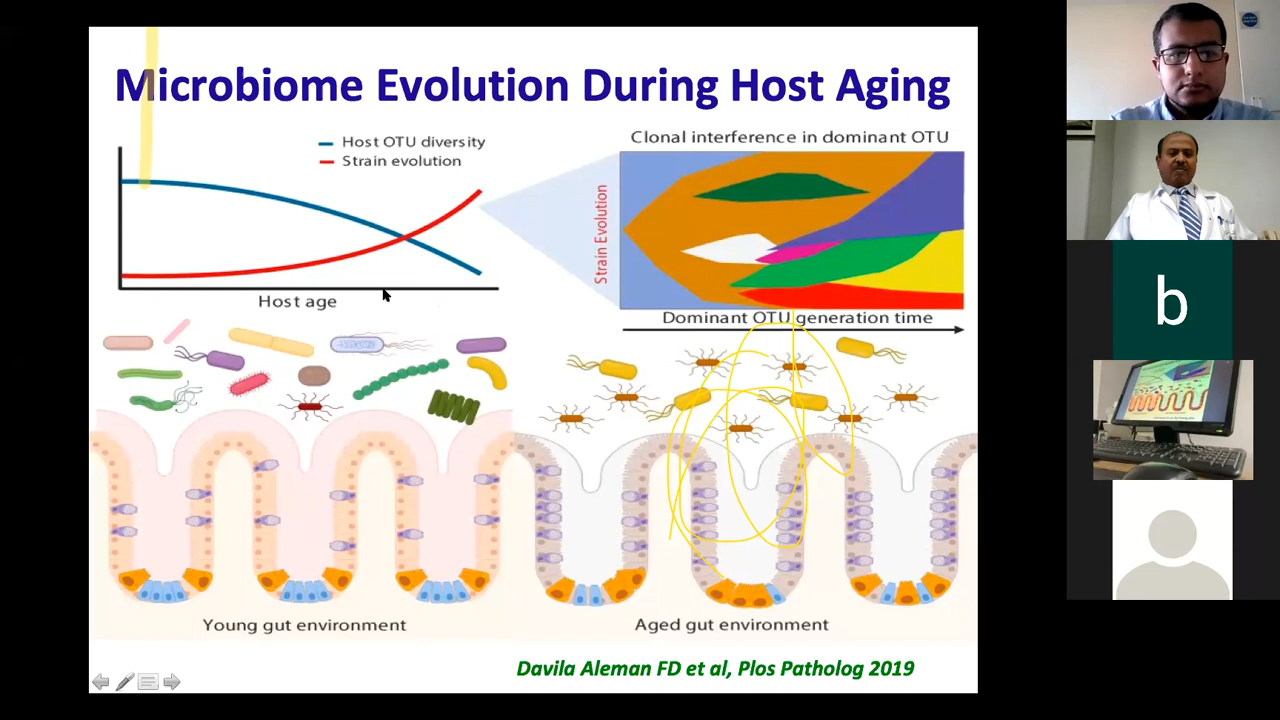 Microbiome Evolution During Host Aging
Host OTU diversity
Strain evolution
Host age
Clonal interference in dominant OTU
Strain Evolution
Dominant OTU generation time
Young gut environment
Aged gut environment
Davila Aleman FD et al, Plos Patholog 2019
b